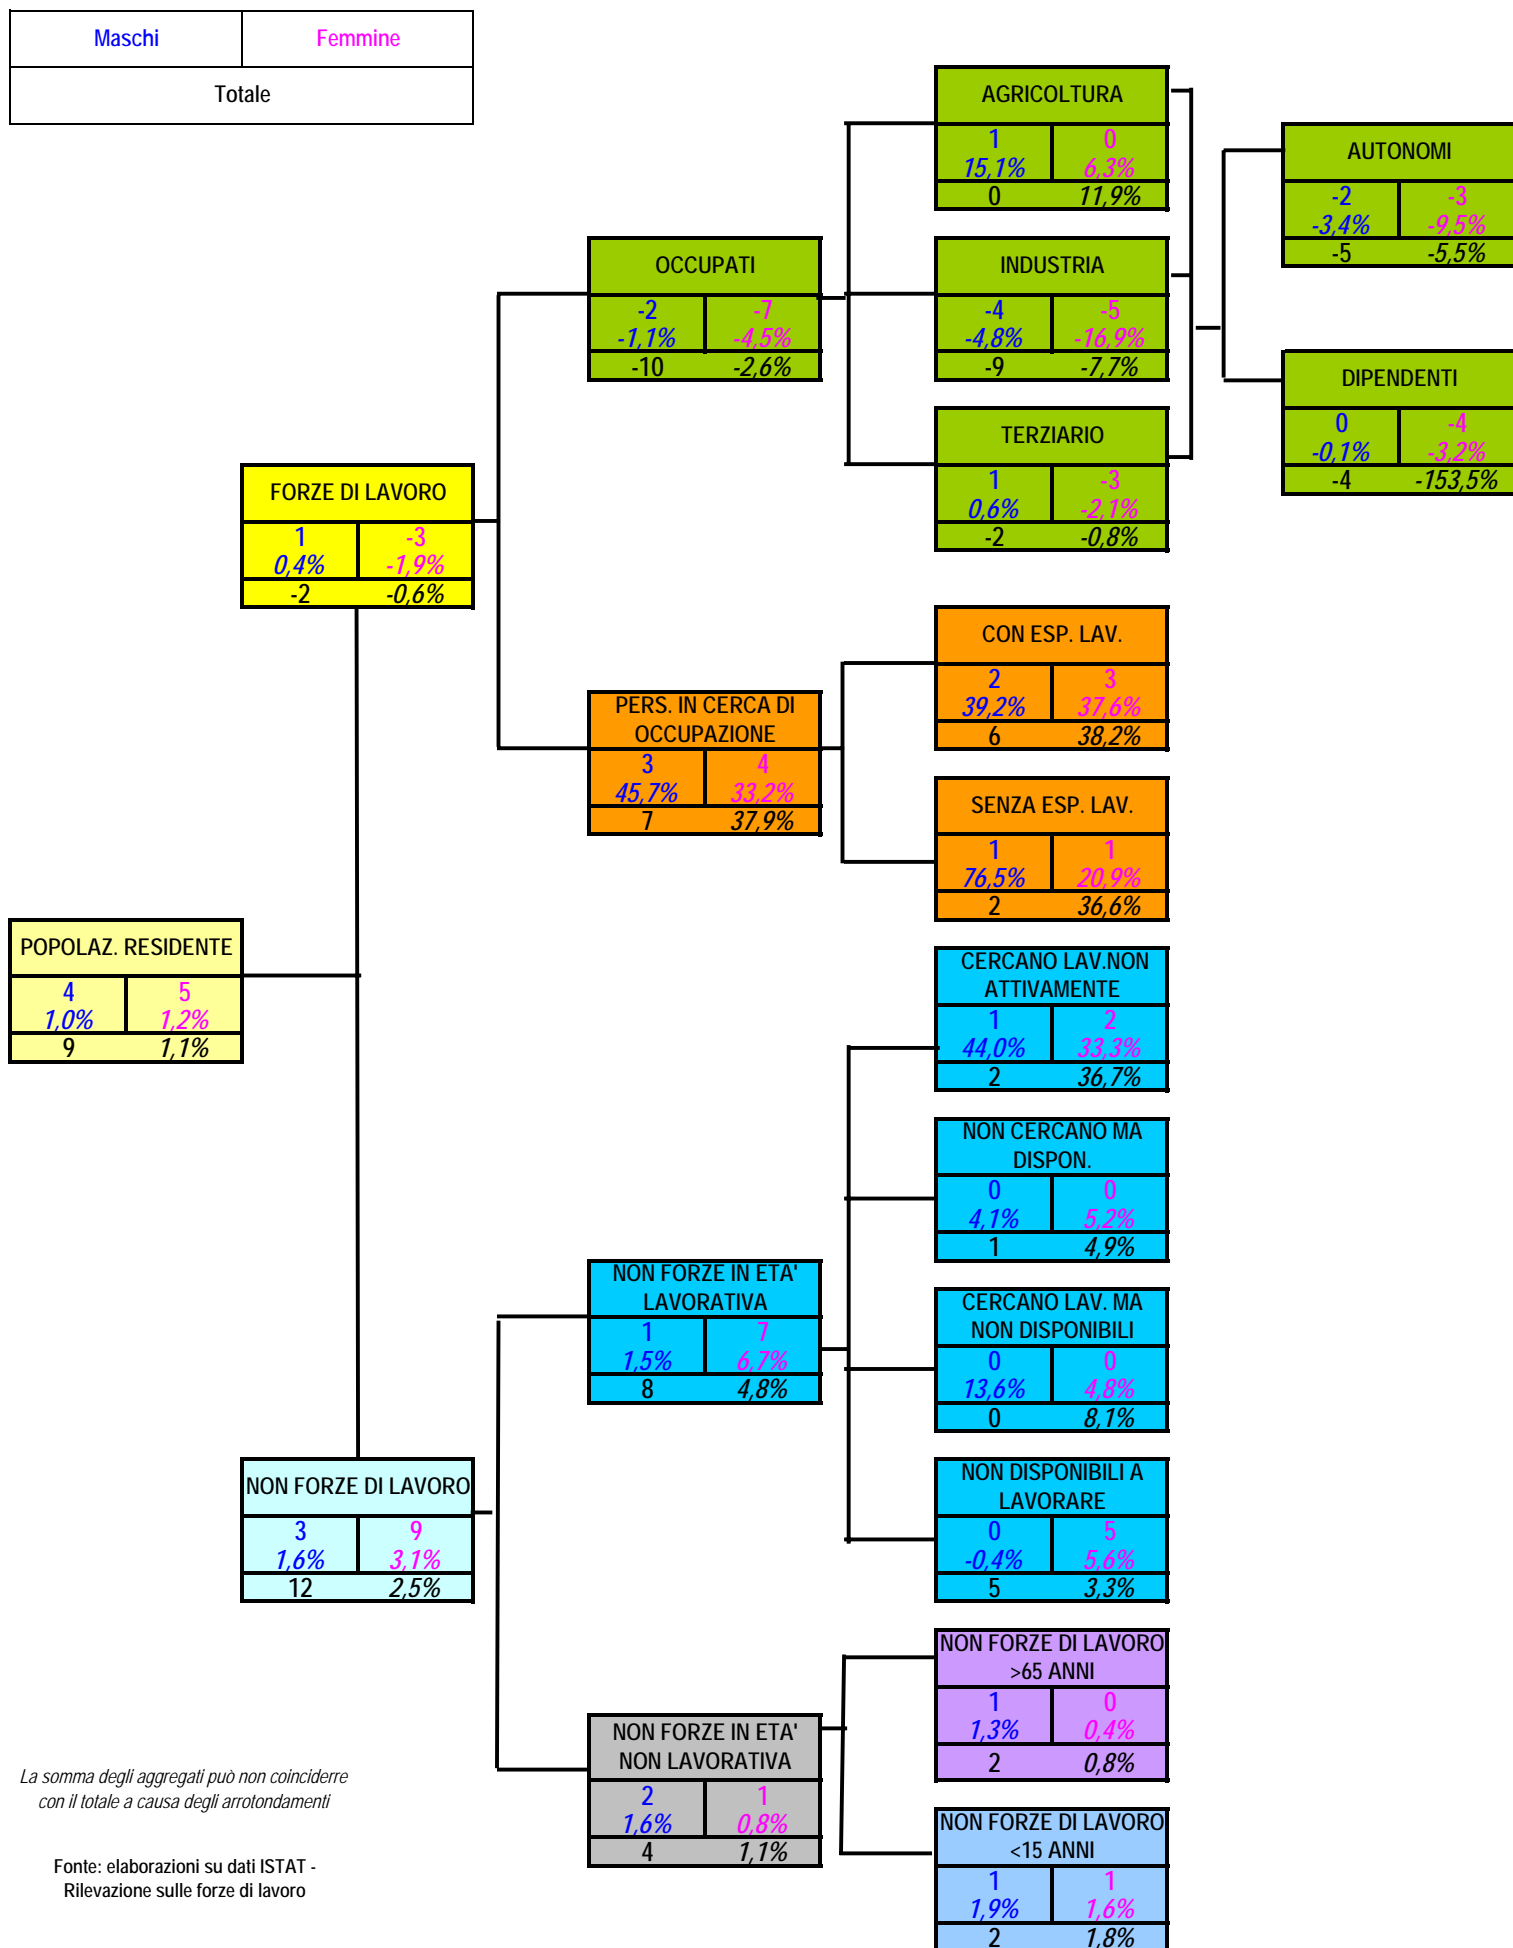 Maschi Femmine
Totale
AGRICOLTURA
1 0
15,1% 6,3%
0 11,9%
AUTONOMI
-2 -3
-3,4% -9,5%
-5 -5,5%
OCCUPATI
-2 -7
-1,1% -4,5%
-10 -2,6%
INDUSTRIA
-4 -5
-4,8% -16,9%
-9 -7,7%
DIPENDENTI
0 -4
-0,1% -3,2%
-4 -153,5%
TERZIARIO
1 -3
0,6% -2,1%
-2 -0,8%
FORZE DI LAVORO
1 -3
0,4% -1,9%
-2 -0,6%
CON ESP. LAV.
2 3
39,2% 37,6%
6 38,2%
PERS. IN CERCA DI
OCCUPAZIONE
3 4
45,7% 33,2%
7 37,9%
SENZA ESP. LAV.
1 1
76,5% 20,9%
2 36,6%
POPOLAZ. RESIDENTE
4 5
1,0% 1,2%
9 1,1%
CERCANO LAV.NON
ATTIVAMENTE
1 2
44,0% 33,3%
2 36,7%
NON CERCANO MA
DISPON.
0 0
4,1% 5,2%
1 4,9%
NON FORZE IN ETA'
LAVORATIVA
1 7
1,5% 6,7%
8 4,8%
CERCANO LAV. MA
NON DISPONIBILI
0 0
13,6% 4,8%
0 8,1%
NON FORZE DI LAVORO
3 9
1,6% 3,1%
12 2,5%
NON DISPONIBILI A
LAVORARE
0 5
-0,4% 5,6%
5 3,3%
NON FORZE DI LAVORO
>65 ANNI
1 0
1,3% 0,4%
2 0,8%
NON FORZE IN ETA'
NON LAVORATIVA
2 1
1,6% 0,8%
4 1,1%
NON FORZE DI LAVORO
<15 ANNI
1 1
1,9% 1,6%
2 1,8%
La somma degli aggregati può non coinciderre
con il totale a causa degli arrotondamenti
Fonte: elaborazioni su dati ISTAT -
Rilevazione sulle forze di lavoro